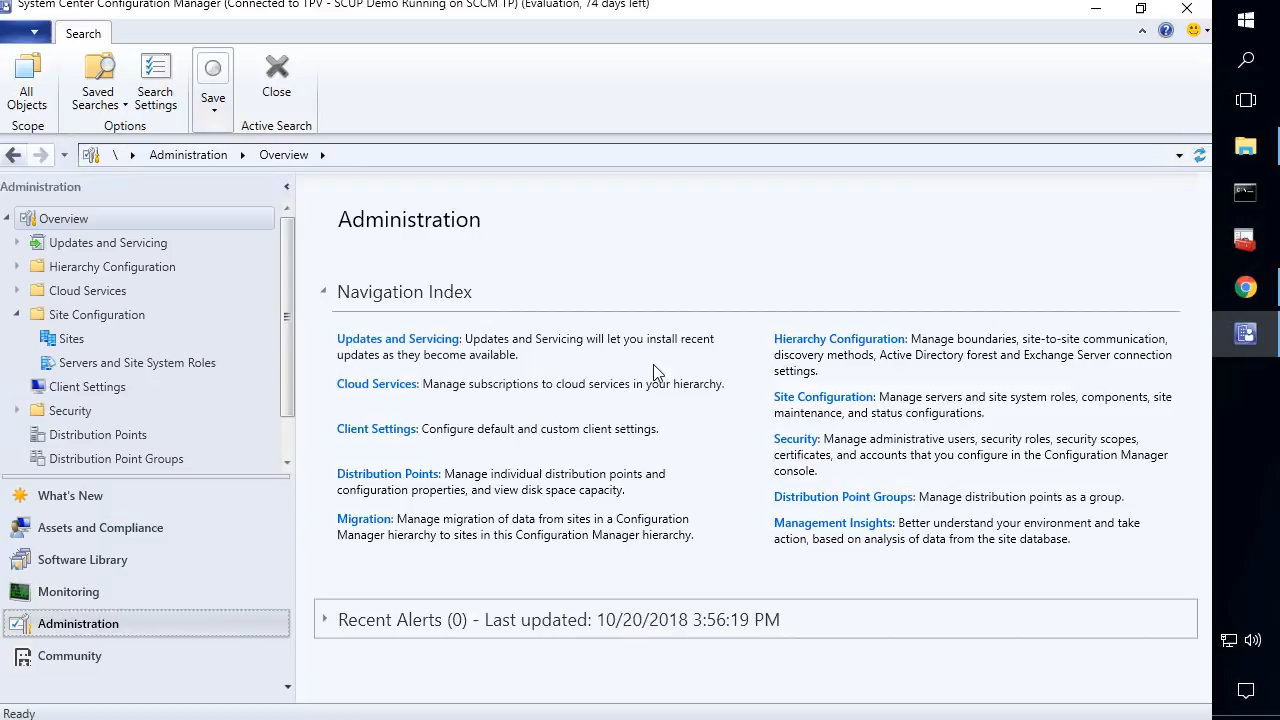 System Center Configuration Manager (Connected to TPV - SCUP Demo Running on SCCM TP) (Evaluation, 74 days left)
Search
All Objects
Saved Searches
Search Settings
Save
Close
Scope
Options
Active Search
\ Administration Overview
Administration
Overview
Updates and Servicing
Hierarchy Configuration
Cloud Services
Site Configuration
Sites
Servers and Site System Roles
Client Settings
Security
Distribution Points
Distribution Point Groups
What's New
Assets and Compliance
Software Library
Monitoring
Administration
Community
Administration
Navigation Index
Updates and Servicing: Updates and Servicing will let you install recent
updates as they become available.
Cloud Services: Manage subscriptions to cloud services in your hierarchy.
Client Settings: Configure default and custom client settings.
Distribution Points: Manage individual distribution points and
configuration properties, and view disk space capacity.
Migration: Manage migration of data from sites in a Configuration
Manager hierarchy to sites in this Configuration Manager hierarchy.
Hierarchy Configuration: Manage boundaries, site-to-site communication,
discovery methods, Active Directory forest and Exchange Server connection
settings.
Site Configuration: Manage servers and site system roles, components, site
maintenance, and status configurations.
Security: Manage administrative users, security roles, security scopes,
certificates, and accounts that you configure in the Configuration Manager
console.
Distribution Point Groups: Manage distribution points as a group.
Management Insights: Better understand your environment and take
action, based on analysis of data from the site database.
Recent Alerts (0) - Last updated: 10/20/2018 3:56:19 PM
Ready